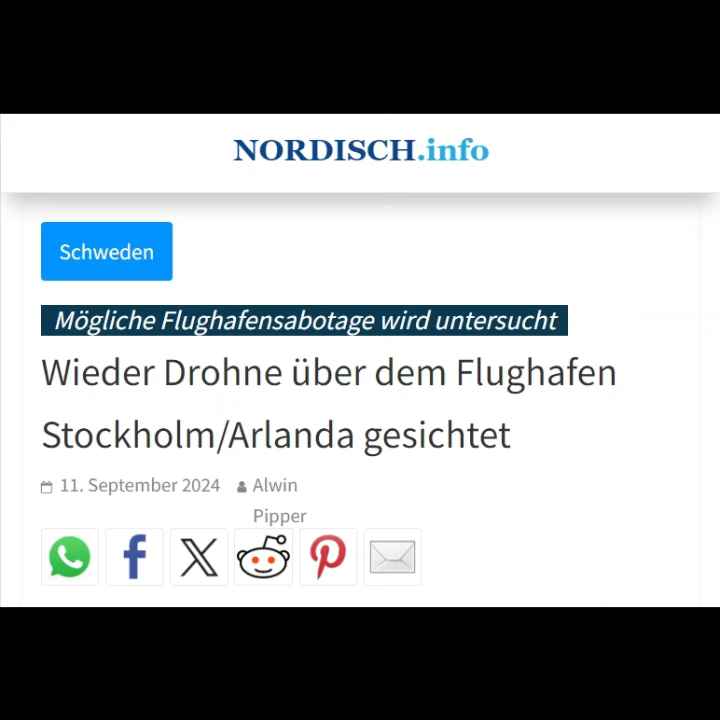 NORDISCH.info
Schweden
Mögliche Flughafensabotage wird untersucht
Wieder Drohne über dem Flughafen
Stockholm/Arlanda gesichtet
11. September 2024 Alwin
Pipper